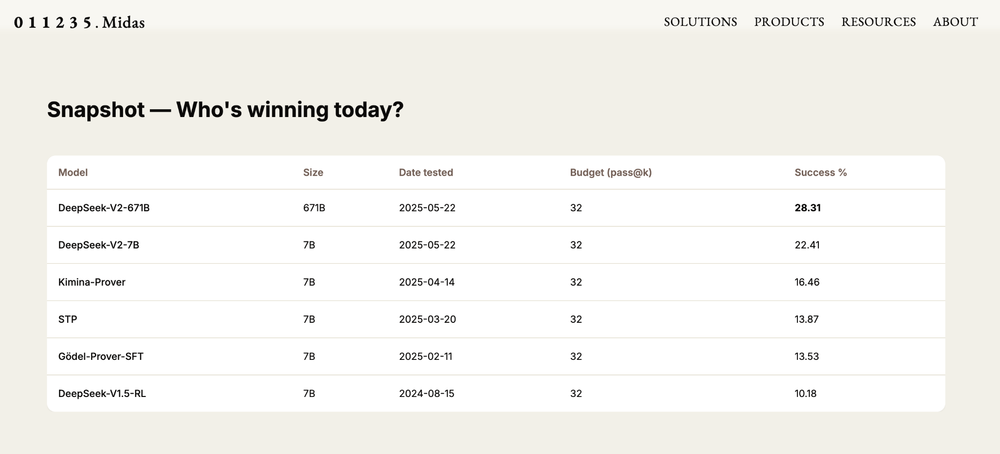 0 1 1 2 3 5 . Midas
SOLUTIONS PRODUCTS RESOURCES ABOUT
Snapshot — Who's winning today?
Model Size Date tested Budget (pass@k) Success %
DeepSeek-V2-671B 671B 2025-05-22 32 28.31
DeepSeek-V2-7B 7B 2025-05-22 32 22.41
Kimina-Prover 7B 2025-04-14 32 16.46
STP 7B 2025-03-20 32 13.87
Gödel-Prover-SFT 7B 2025-02-11 32 13.53
DeepSeek-V1.5-RL 7B 2024-08-15 32 10.18